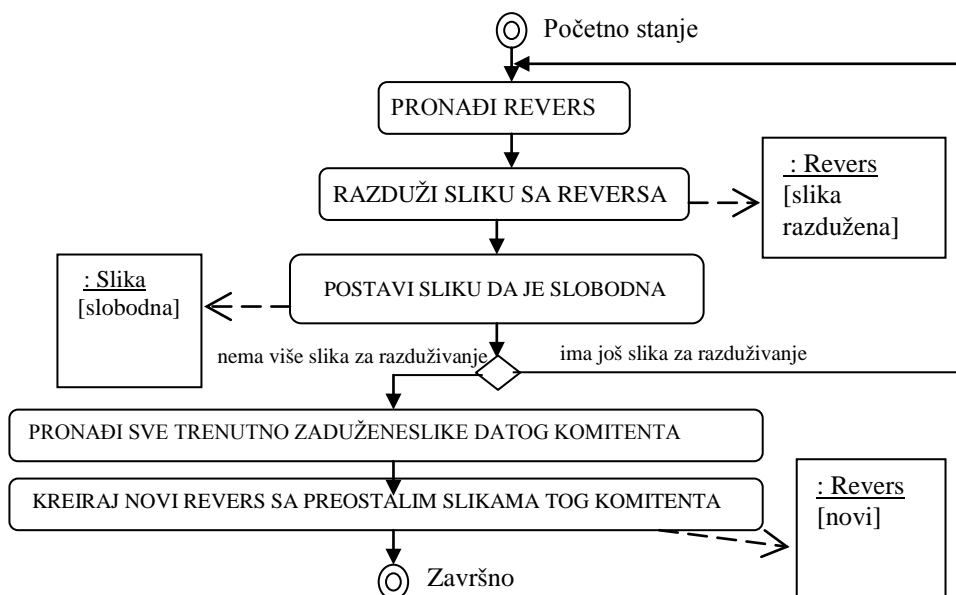 Početno stanje
PRONAĐI REVERS
RAZDUŽI SLIKU SA REVERSA
: Revers
[slika
razdužena]
POSTAVI SLIKU DA JE SLOBODNA
: Slika
[slobodna]
nema više slika za razduživanje
ima još slika za razduživanje
PRONAĐI SVE TRENUTNO ZADUŽENESLIKE DATOG KOMITENTA
KREIRAJ NOVI REVERS SA PREOSTALIM SLIKAMA TOG KOMITENTA
: Revers
[novi]
Završno